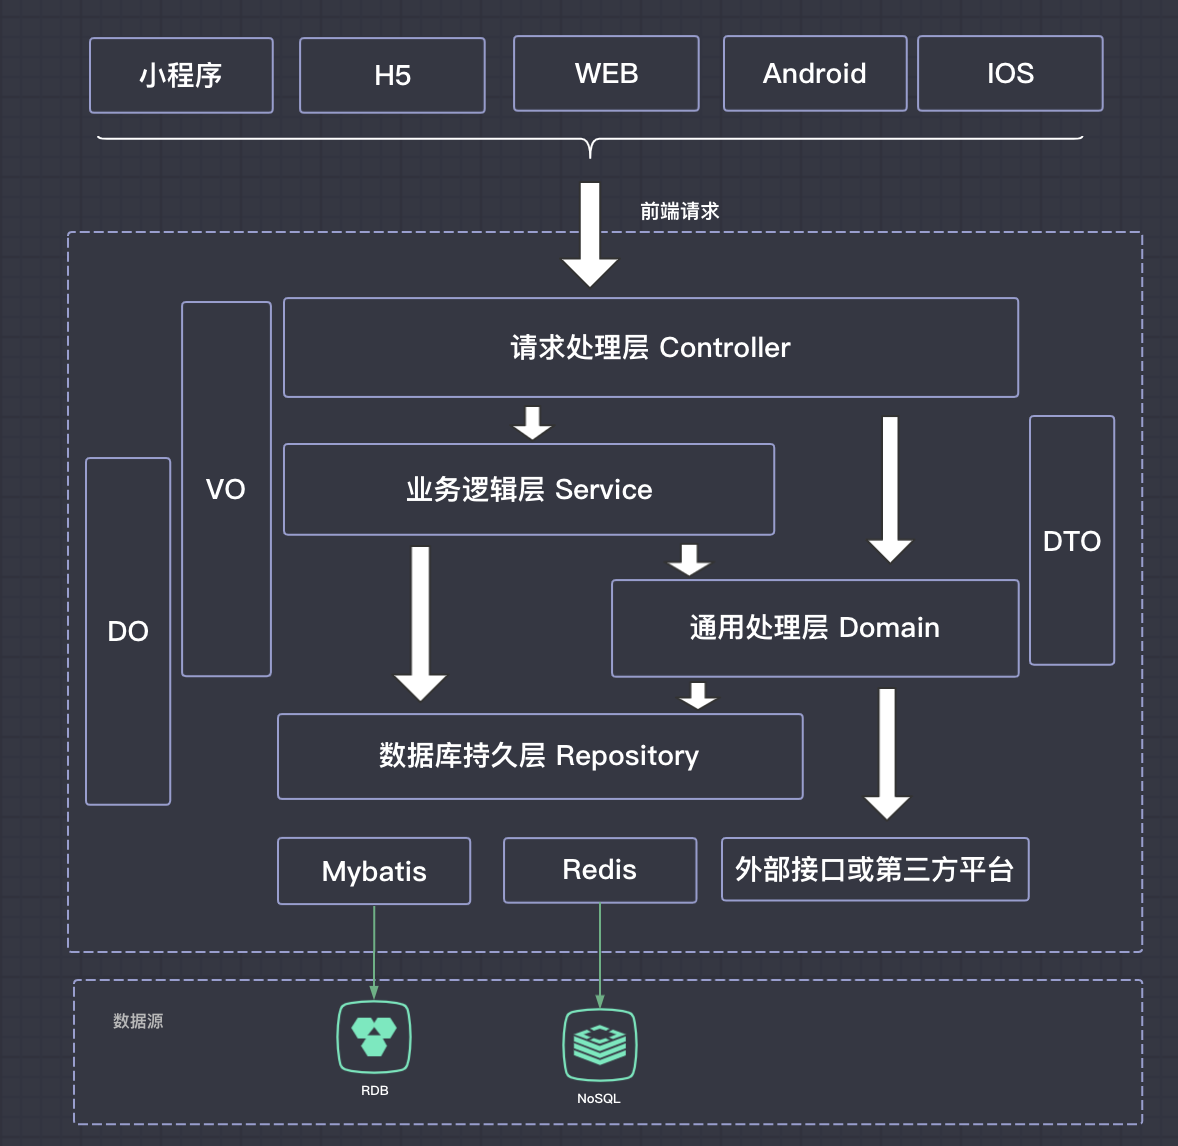 小程序
H5
WEB
Android
IOS
前端请求
请求处理层 Controller
VO
业务逻辑层 Service
DTO
DO
通用处理层 Domain
数据库持久层 Repository
Mybatis
Redis
外部接口或第三方平台
数据源
RDB
NoSQL